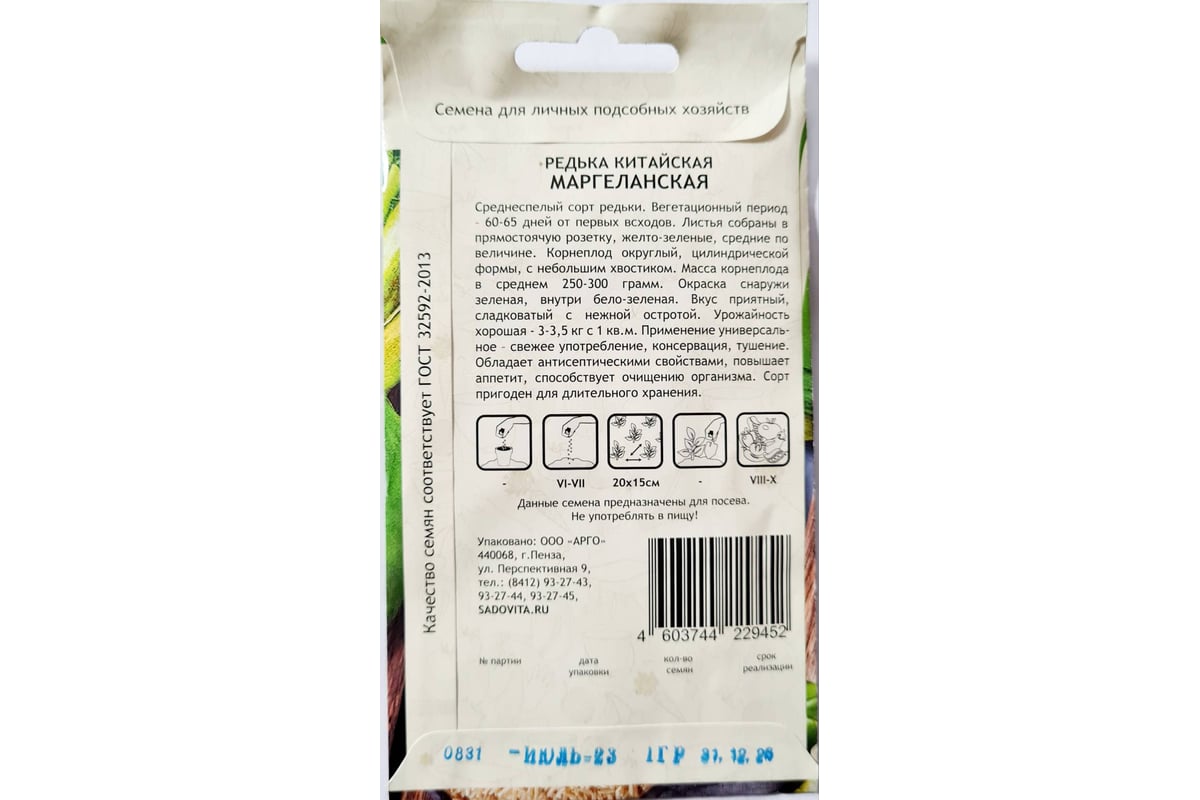 Семена для личных подсобных хозяйств
РЕДЬКА КИТАЙСКАЯ
МАРГЕЛАНСКАЯ
Среднеспелый сорт редьки. Вегетационный период
- 60-65 дней от первых всходов. Листья собраны в
прямостоячую розетку, желто-зеленые, средние по
величине. Корнеплод округлый, цилиндрической
формы, с небольшим хвостиком. Масса корнеплода
в среднем 250-300 грамм. Окраска снаружи
зеленая, внутри бело-зеленая. Вкус приятный,
сладковатый с нежной остротой. Урожайность
хорошая - 3-3,5 кг с 1 кв.м. Применение универсаль-
ное - свежее употребление, консервация, тушение.
Обладает антисептическими свойствами, повышает
аппетит, способствует очищению организма. Сорт
пригоден для длительного хранения.
Качество семян соответствует ГОСТ 32592-2013
- VI-VII 20х15см - VIII-X
Данные семена предназначены для посева.
Не употреблять в пищу!
Упаковано: ООО «АРГО»
440068, г.Пенза,
ул. Перспективная 9,
тел.: (8412) 93-27-43,
93-27-44, 93-27-45,
SADOVITA.RU
4 603744 229452
№ партии дата упаковки кол-во семян срок реализации
0831 -ИЮЛЬ-23 1ГР 31.12.26